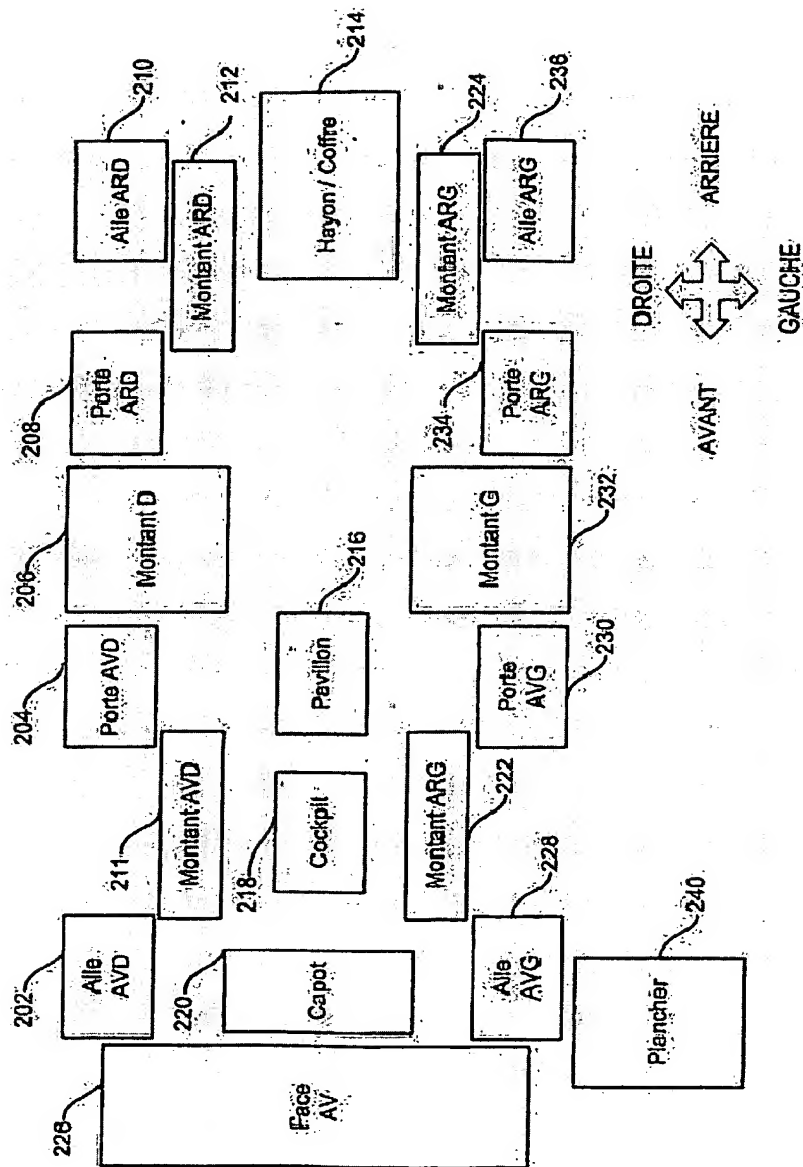 210
Aile ARD
212
Montant ARD
214
Hayon / Coffre
224
Montant ARG
236
Aile ARG
208
Porte
ARD
234
Porte
ARG
DROITE
ARRIERE
AVANT
GAUCHE
206
Montant D
Montant G
232
204
Porte AVD
216
Pavillon
Porte
AVG
230
211
Montant AVD
218
Cockpit
Montant ARG
222
202
Aile
AVD
220
Capot
Aile
AVG
228
226
Face
AV
Plancher
240